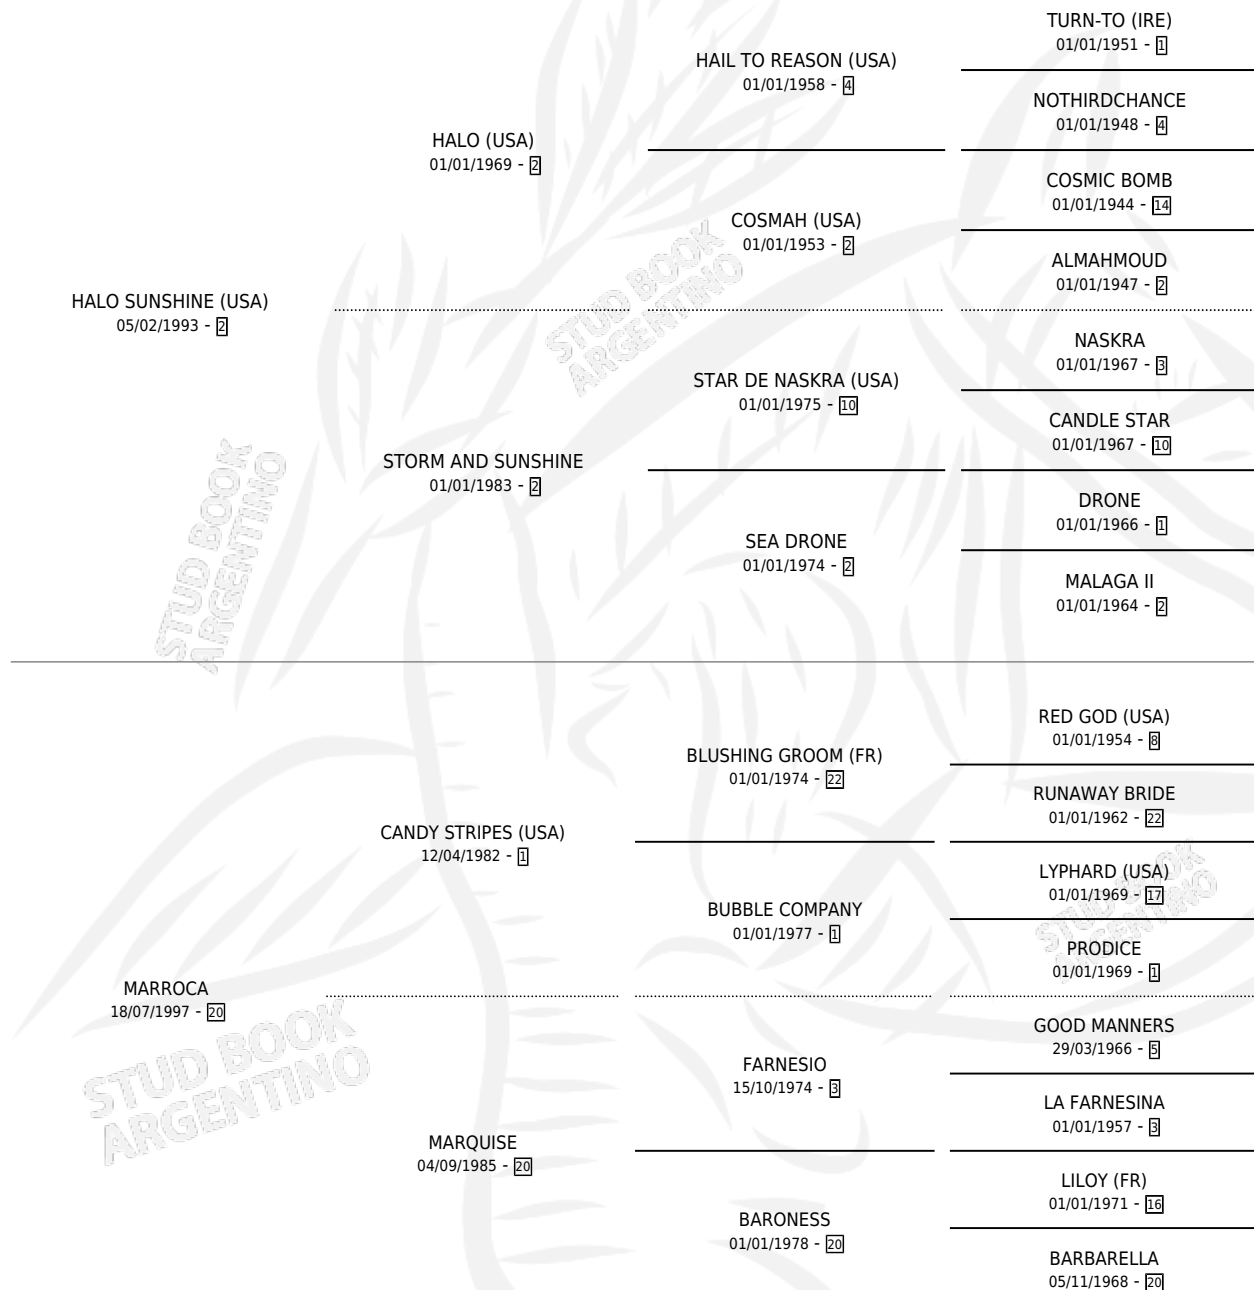 TURN-TO (IRE)
01/01/1951 - 1
HAIL TO REASON (USA)
01/01/1958 - 4
NOTHIRDCHANCE
01/01/1948 - 4
HALO (USA)
01/01/1969 - 2
COSMIC BOMB
01/01/1944 - 14
COSMAH (USA)
01/01/1953 - 2
ALMAHMOUD
01/01/1947 - 2
HALO SUNSHINE (USA)
05/02/1993 - 2
NASKRA
01/01/1967 - 3
STAR DE NASKRA (USA)
01/01/1975 - 10
CANDLE STAR
01/01/1967 - 10
STORM AND SUNSHINE
01/01/1983 - 2
DRONE
01/01/1966 - 1
SEA DRONE
01/01/1974 - 2
MALAGA II
01/01/1964 - 2
RED GOD (USA)
01/01/1954 - 8
BLUSHING GROOM (FR)
01/01/1974 - 22
RUNAWAY BRIDE
01/01/1962 - 22
CANDY STRIPES (USA)
12/04/1982 - 1
LYPHARD (USA)
01/01/1969 - 17
BUBBLE COMPANY
01/01/1977 - 1
PRODICE
01/01/1969 - 1
MARROCA
18/07/1997 - 20
GOOD MANNERS
29/03/1966 - 5
FARNESIO
15/10/1974 - 3
LA FARNESINA
01/01/1957 - 3
MARQUISE
04/09/1985 - 20
LILOY (FR)
01/01/1971 - 16
BARONESS
01/01/1978 - 20
BARBARELLA
05/11/1968 - 20
STUD BOOK
ARGENTINO
STUD BOOK
ARGENTINO
STUD BOOK
ARGENTINO
STUD BOOK
ARGENTINO